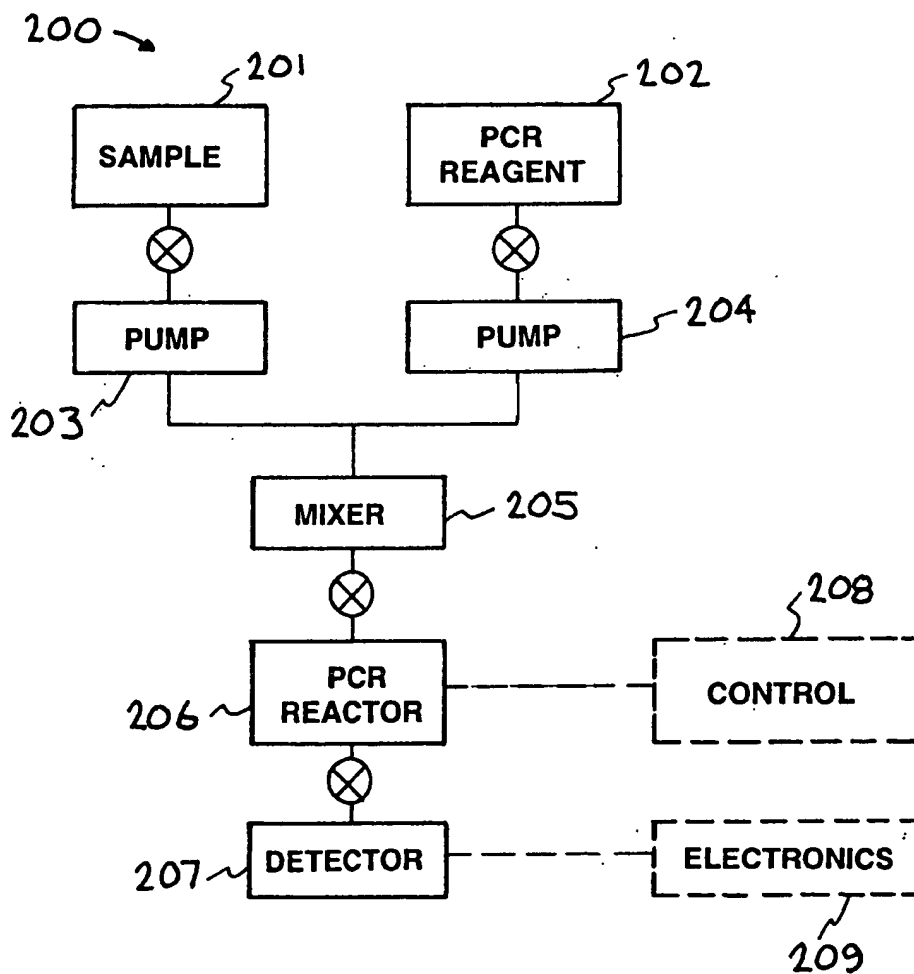 200
201
202
SAMPLE
PCR
REAGENT
PUMP
PUMP
204
203
MIXER
205
208
PCR
REACTOR
206
CONTROL
DETECTOR
207
ELECTRONICS
209